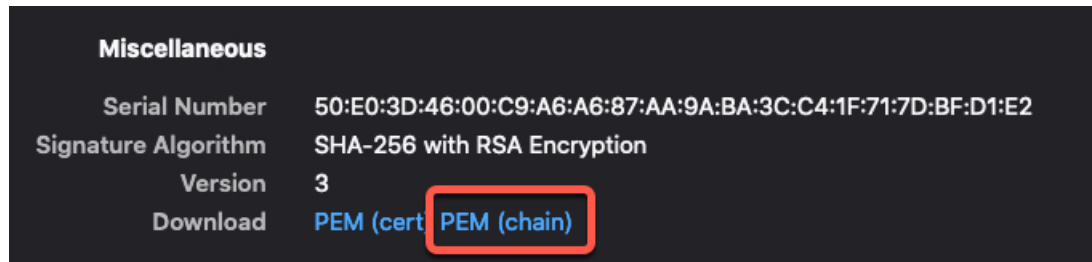 Miscellaneous
Serial Number 50:E0:3D:46:00:C9:A6:A6:87:AA:9A:BA:3C:C4:1F:71:7D:BF:D1:E2
Signature Algorithm SHA-256 with RSA Encryption
Version 3
Download PEM (cert) PEM (chain)